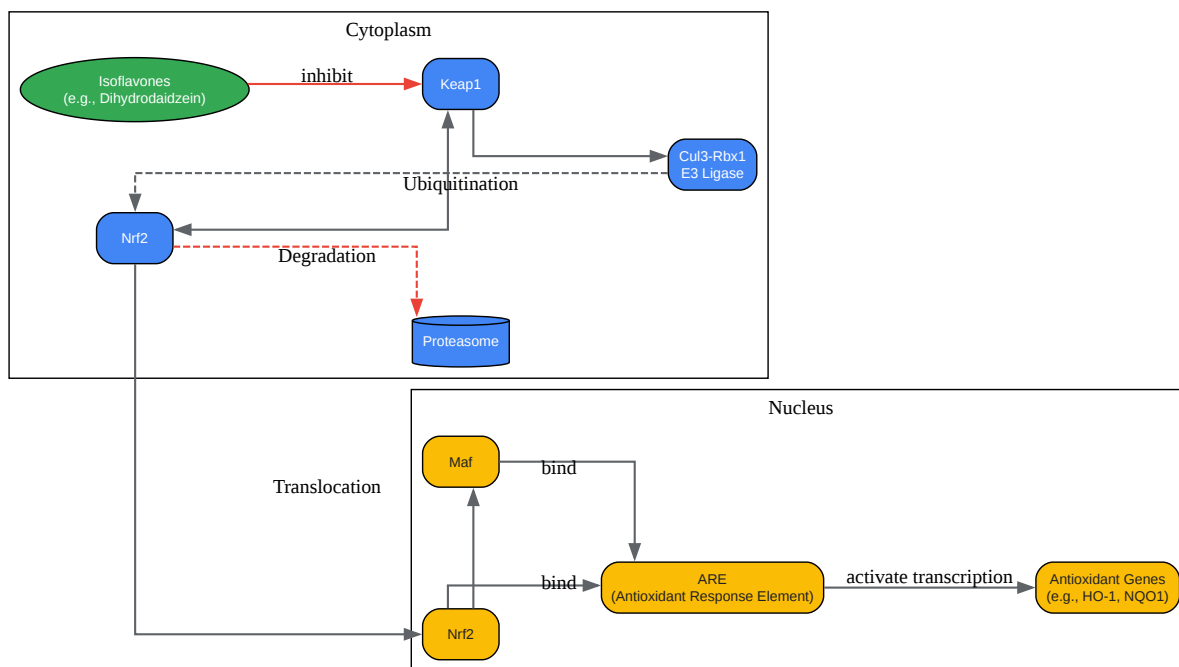 Cytoplasm
Isoflavones
(e.g., Dihydrodaidzein)
inhibit
Keap1
Cul3-Rbx1
E3 Ligase
Ubiquitination
Nrf2
Degradation
Proteasome
Nucleus
Maf
bind
Translocation
bind
ARE
(Antioxidant Response Element)
activate transcription
Antioxidant Genes
(e.g., HO-1, NQO1)
Nrf2